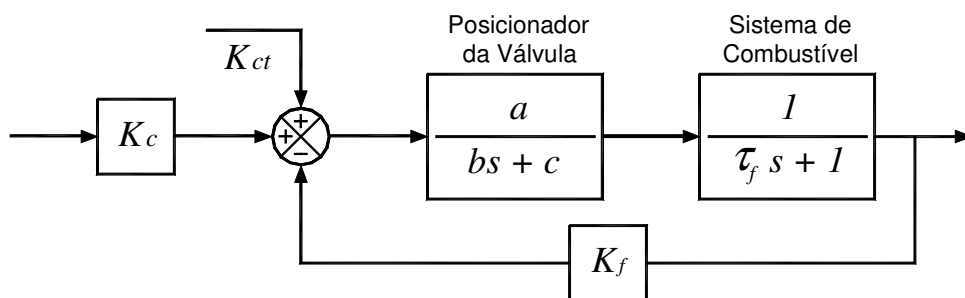 Posicionador
da Válvula
Sistema de
Combustível
K_ct
K_c
+
+
−
a
bs + c
1
τ_f s + 1
K_f